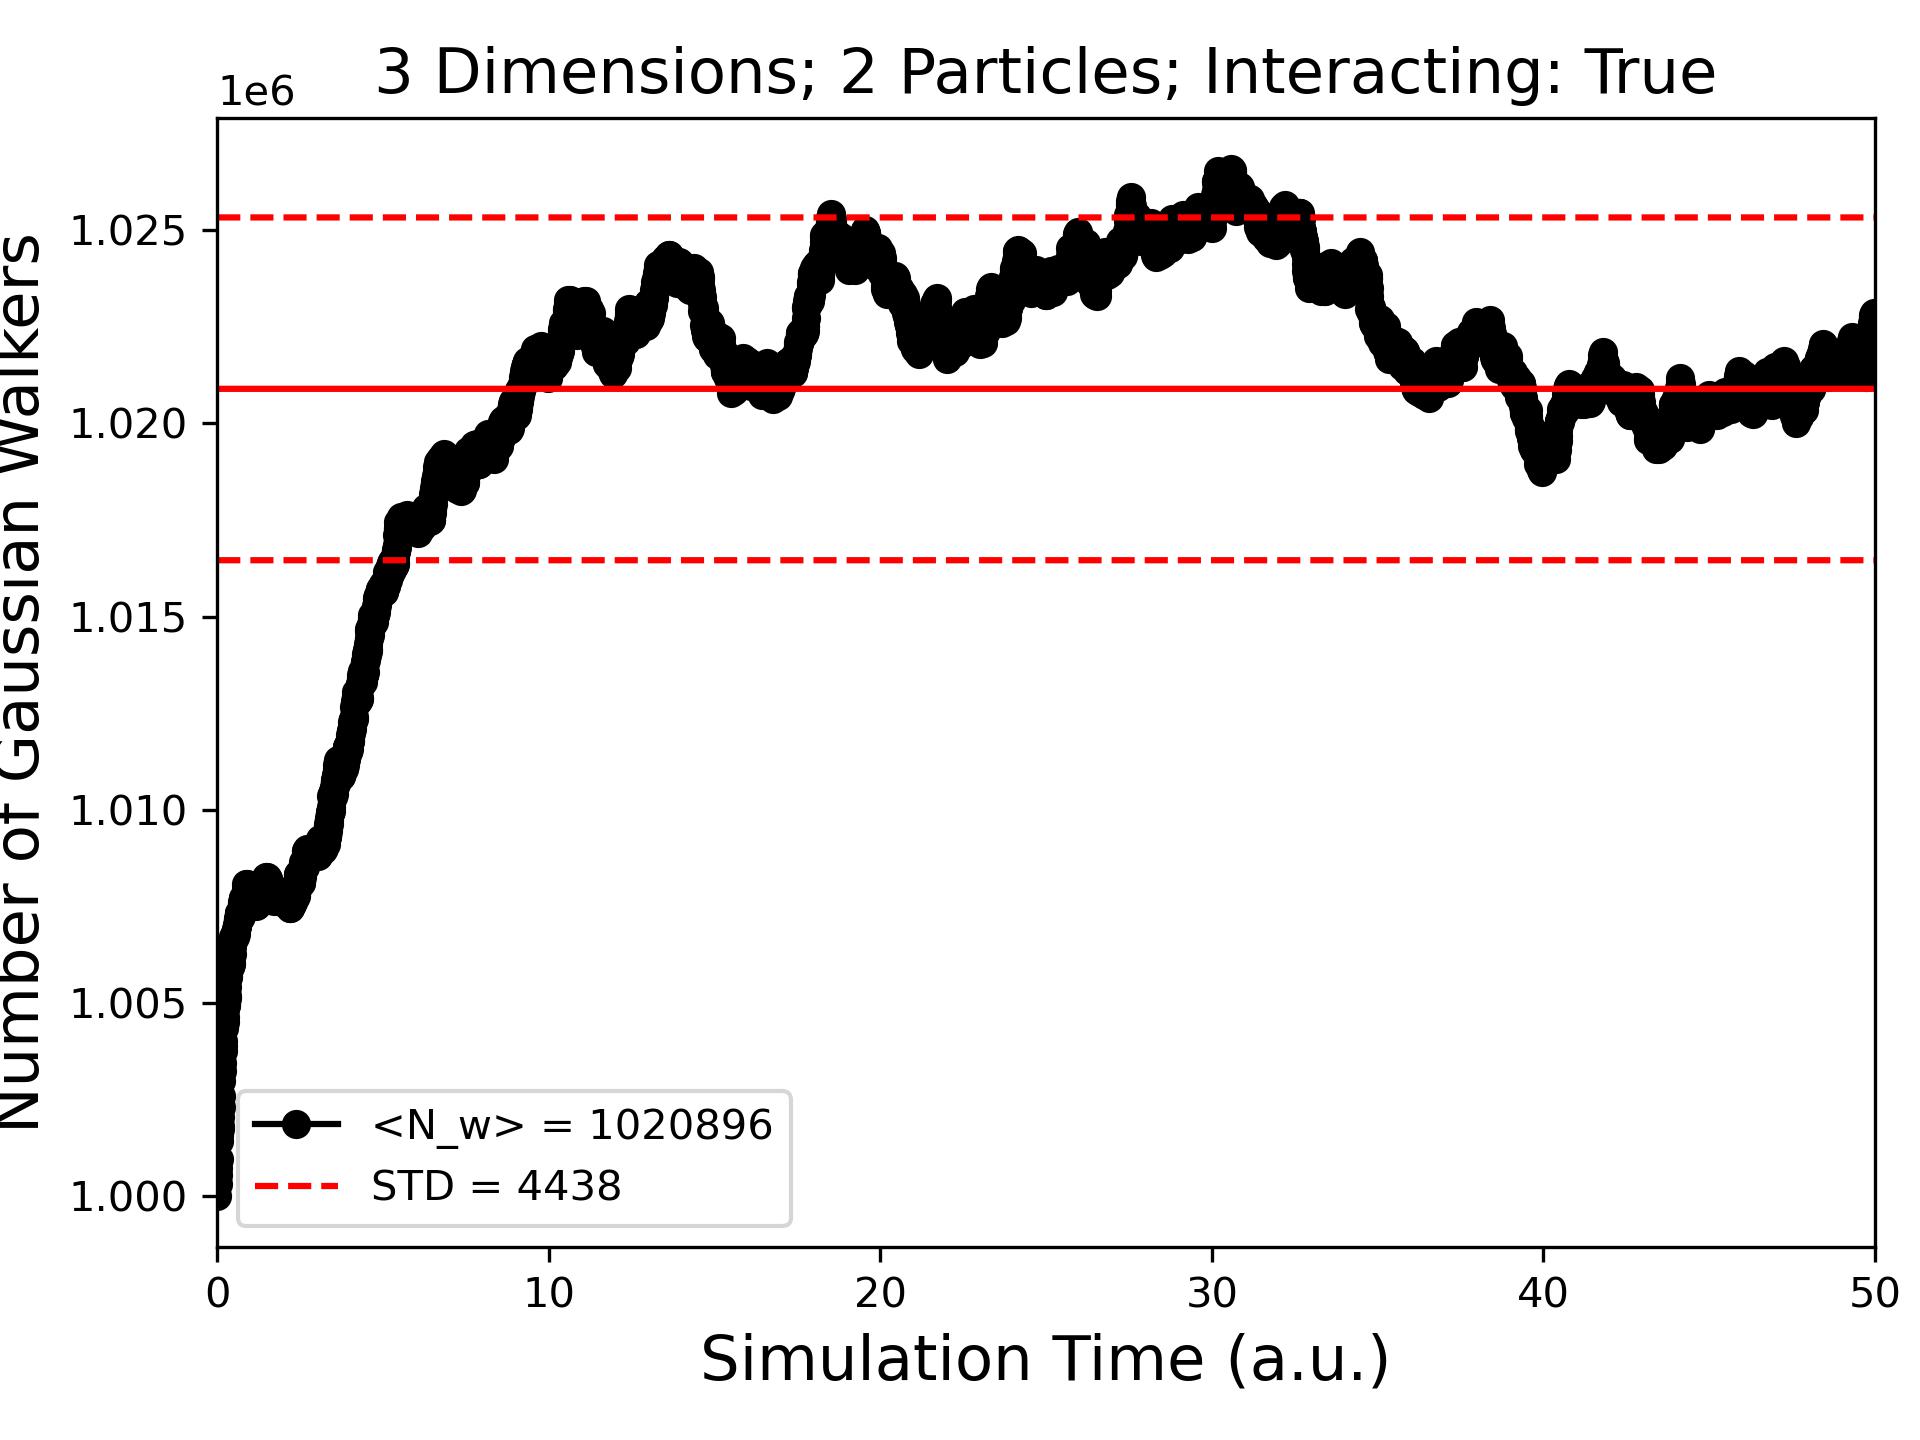 3 Dimensions; 2 Particles; Interacting: True
1e6
Number of Gaussian Walkers
1.025
1.020
1.015
1.010
1.005
1.000
<N_w> = 1020896
STD = 4438
0 10 20 30 40 50
Simulation Time (a.u.)